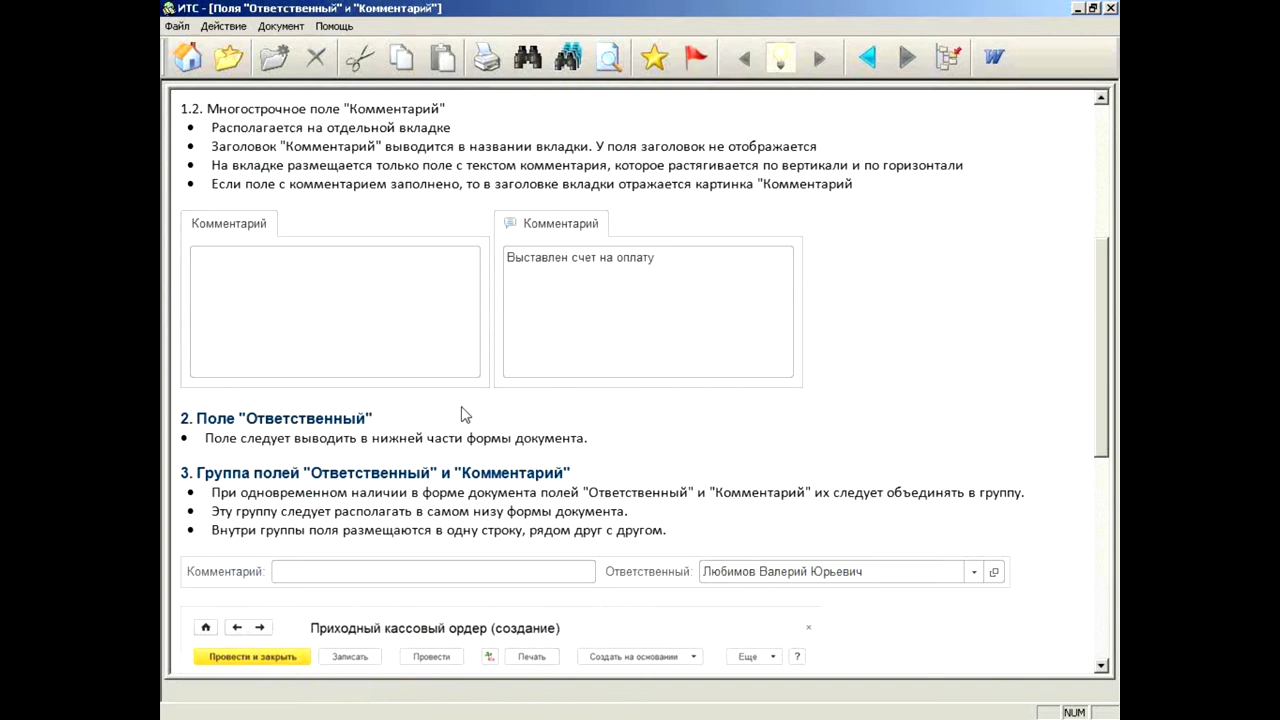 ИТС - [Поля "Ответственный" и "Комментарий"]
Файл Действие Документ Помощь
1.2. Многострочное поле "Комментарий"
• Располагается на отдельной вкладке
• Заголовок "Комментарий" выводится в названии вкладки. У поля заголовок не отображается
• На вкладке размещается только поле с текстом комментария, которое растягивается по вертикали и по горизонтали
• Если поле с комментарием заполнено, то в заголовке вкладки отражается картинка "Комментарий
Комментарий Комментарий
Выставлен счет на оплату
2. Поле "Ответственный"
• Поле следует выводить в нижней части формы документа.
3. Группа полей "Ответственный" и "Комментарий"
• При одновременном наличии в форме документа полей "Ответственный" и "Комментарий" их следует объединять в группу.
• Эту группу следует располагать в самом низу формы документа.
• Внутри группы поля размещаются в одну строку, рядом друг с другом.
Комментарий: Ответственный: Любимов Валерий Юрьевич
Приходный кассовый ордер (создание) ×
Провести и закрыть Записать Провести Печать Создать на основании Еще ?
NUM